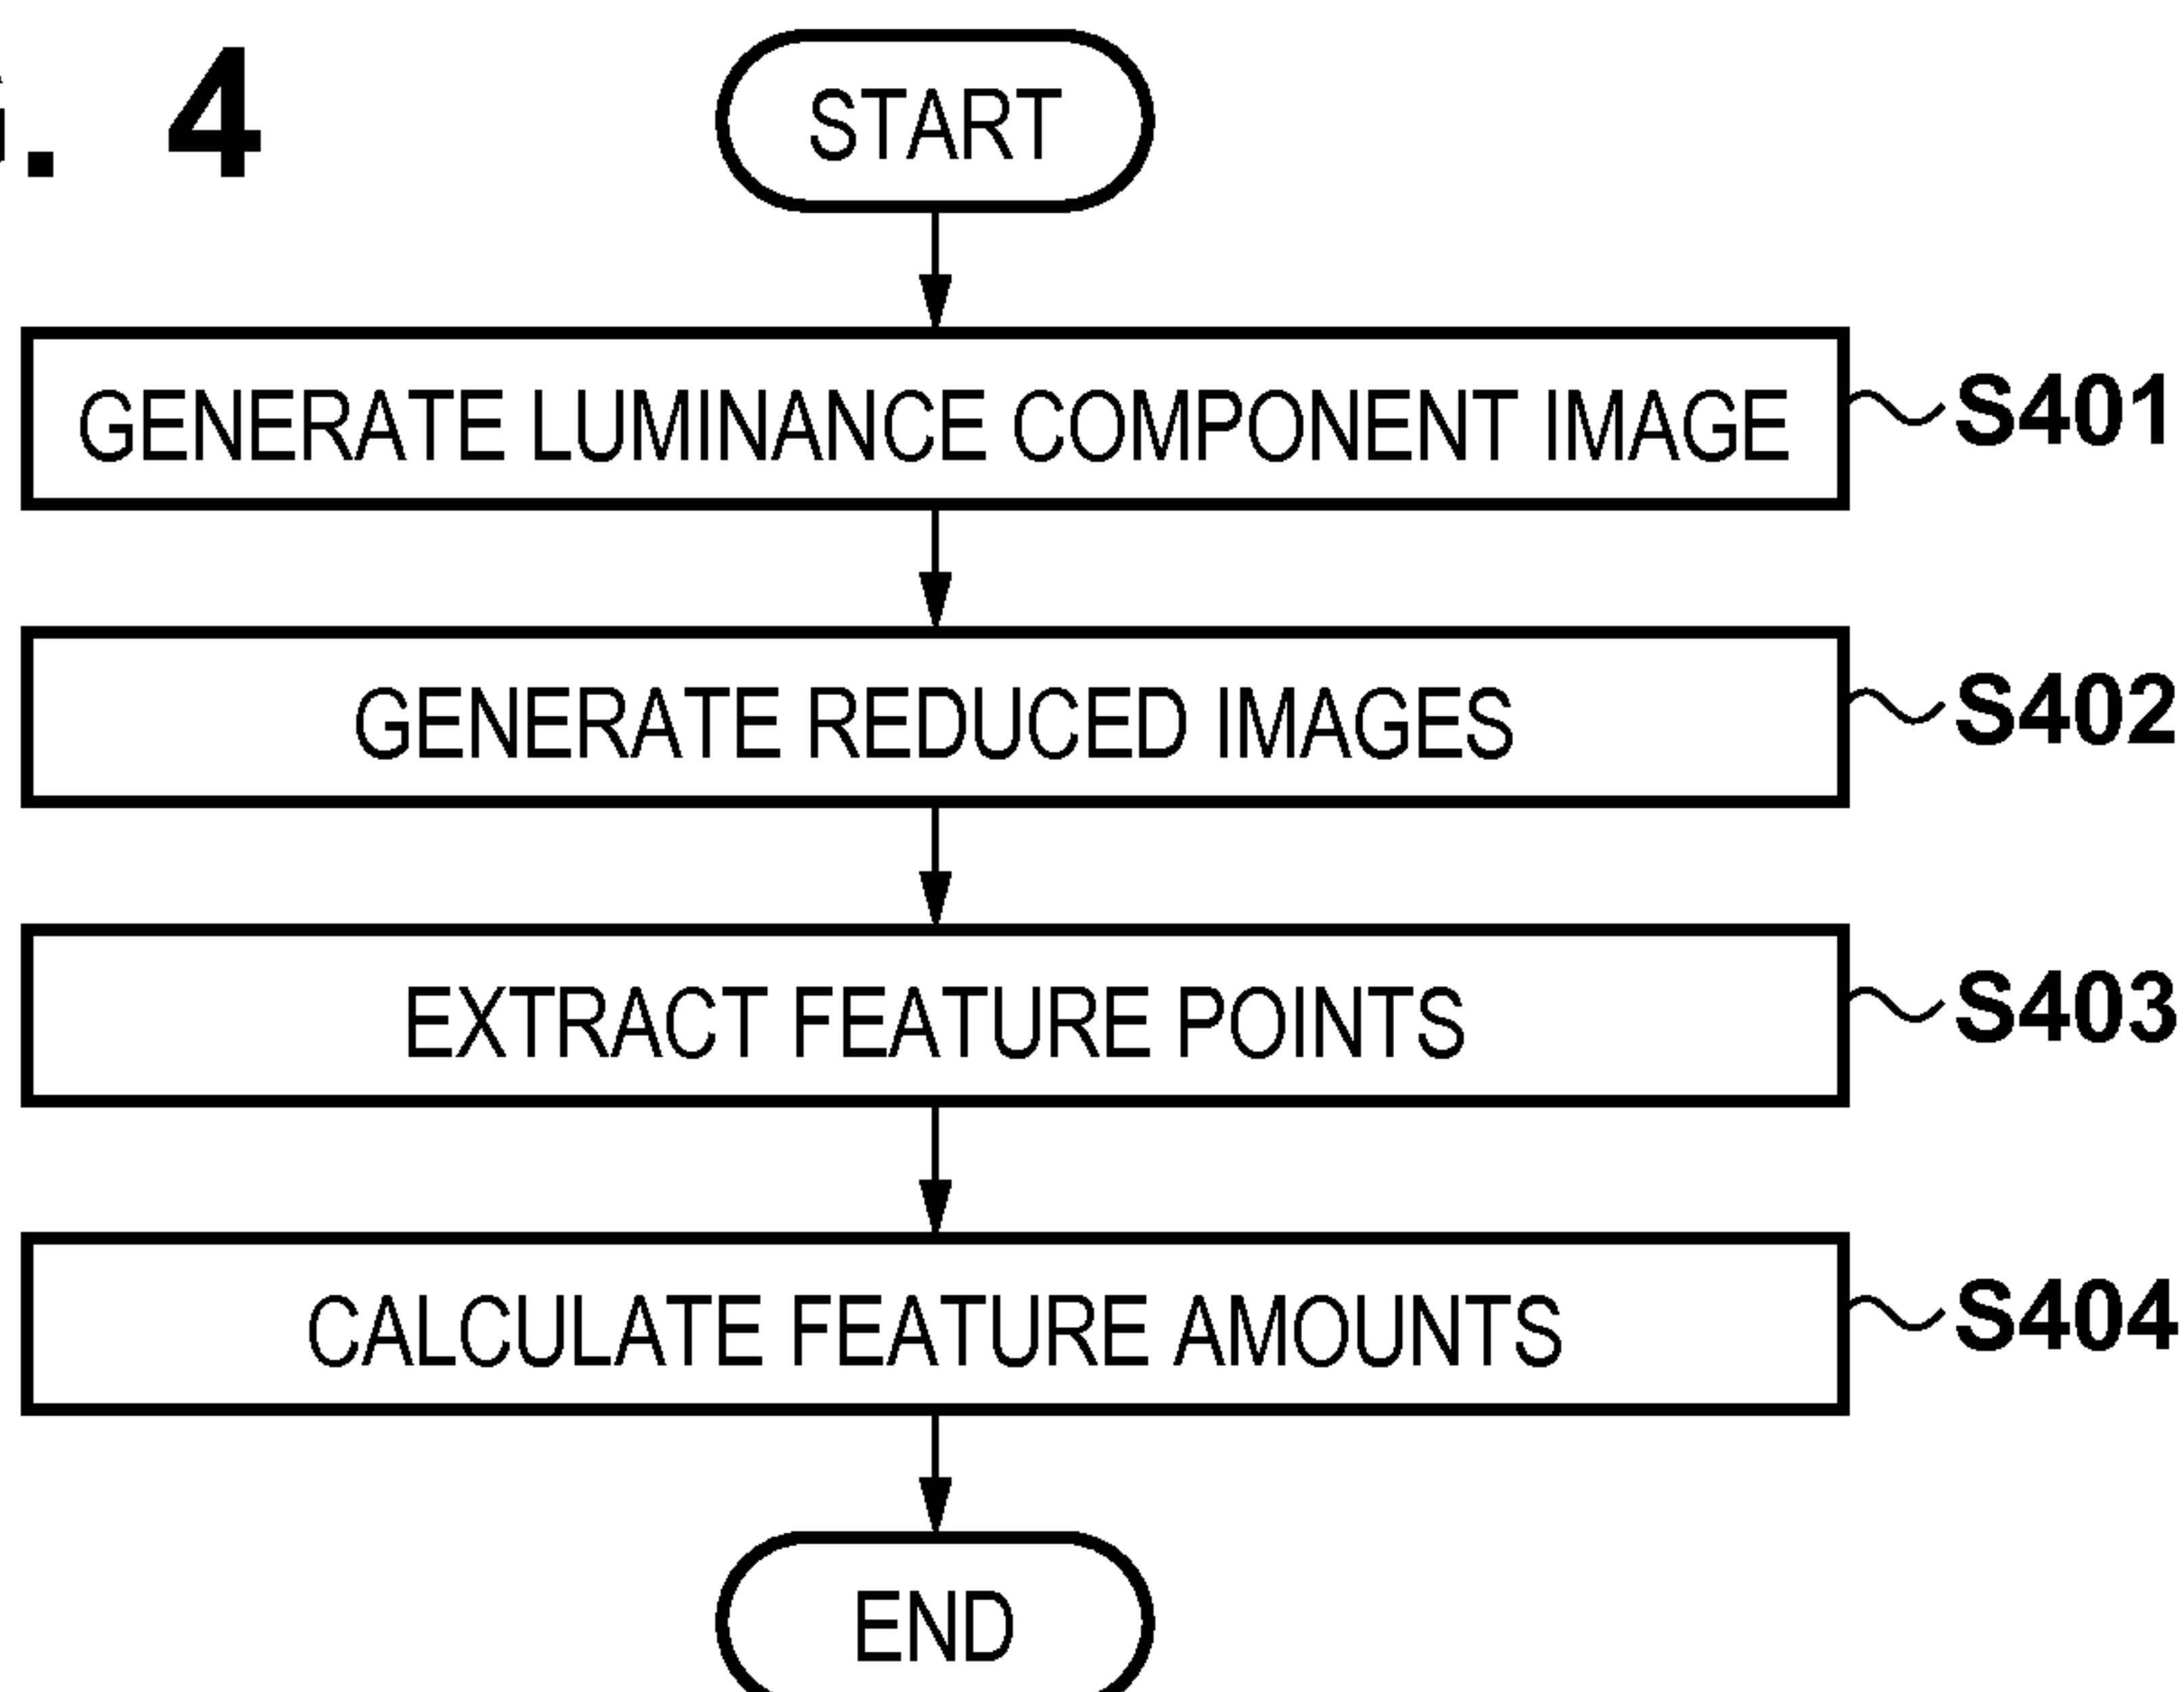 . 4
START
GENERATE LUMINANCE COMPONENT IMAGE S401
GENERATE REDUCED IMAGES S402
EXTRACT FEATURE POINTS S403
CALCULATE FEATURE AMOUNTS S404
END